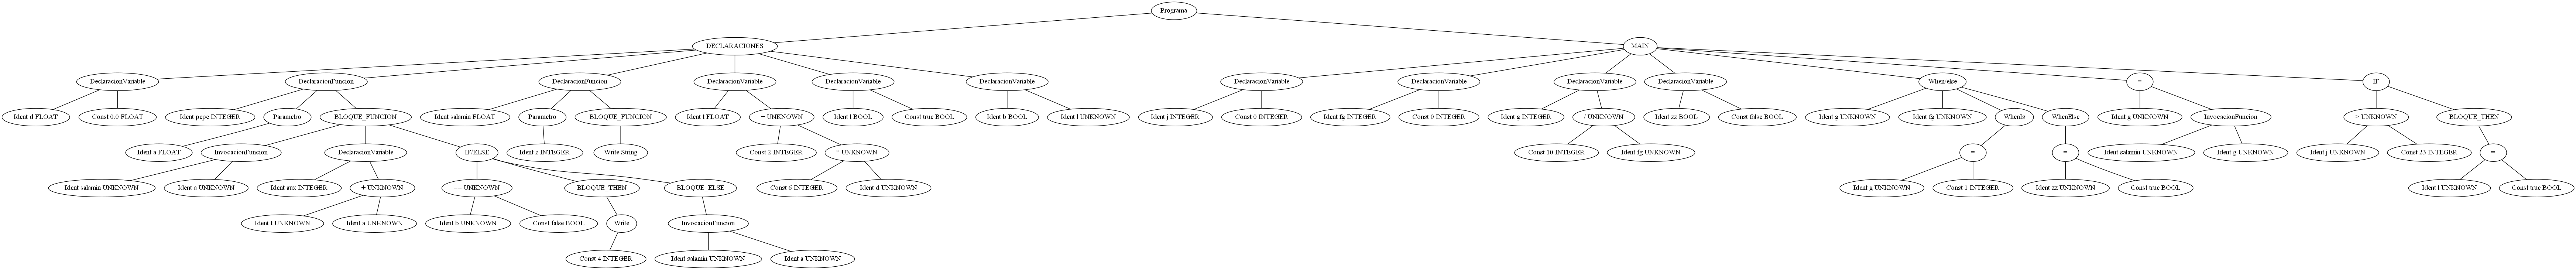 Programa
DECLARACIONES
MAIN
DeclaracionVariable
DeclaracionFuncion
DeclaracionFuncion
DeclaracionVariable
DeclaracionVariable
DeclaracionVariable
DeclaracionVariable
DeclaracionVariable
DeclaracionVariable
DeclaracionVariable
When/else
=
IF
Ident d FLOAT
Const 0.0 FLOAT
Ident pepe INTEGER
Parametro
BLOQUE_FUNCION
Ident salamin FLOAT
Parametro
BLOQUE_FUNCION
Ident t FLOAT
+ UNKNOWN
Ident l BOOL
Const true BOOL
Ident b BOOL
Ident l UNKNOWN
Ident j INTEGER
Const 0 INTEGER
Ident fg INTEGER
Const 0 INTEGER
Ident g INTEGER
/ UNKNOWN
Ident zz BOOL
Const false BOOL
Ident g UNKNOWN
Ident fg UNKNOWN
WhenIs
WhenElse
Ident g UNKNOWN
InvocacionFuncion
> UNKNOWN
BLOQUE_THEN
Ident a FLOAT
InvocacionFuncion
DeclaracionVariable
IF/ELSE
Ident z INTEGER
Write String
Const 2 INTEGER
* UNKNOWN
Const 10 INTEGER
Ident fg UNKNOWN
=
=
Ident salamin UNKNOWN
Ident g UNKNOWN
Ident j UNKNOWN
Const 23 INTEGER
=
Ident salamin UNKNOWN
Ident a UNKNOWN
Ident aux INTEGER
+ UNKNOWN
== UNKNOWN
BLOQUE_THEN
BLOQUE_ELSE
Const 6 INTEGER
Ident d UNKNOWN
Ident g UNKNOWN
Const 1 INTEGER
Ident zz UNKNOWN
Const true BOOL
Ident l UNKNOWN
Const true BOOL
Ident t UNKNOWN
Ident a UNKNOWN
Ident b UNKNOWN
Const false BOOL
Write
InvocacionFuncion
Const 4 INTEGER
Ident salamin UNKNOWN
Ident a UNKNOWN